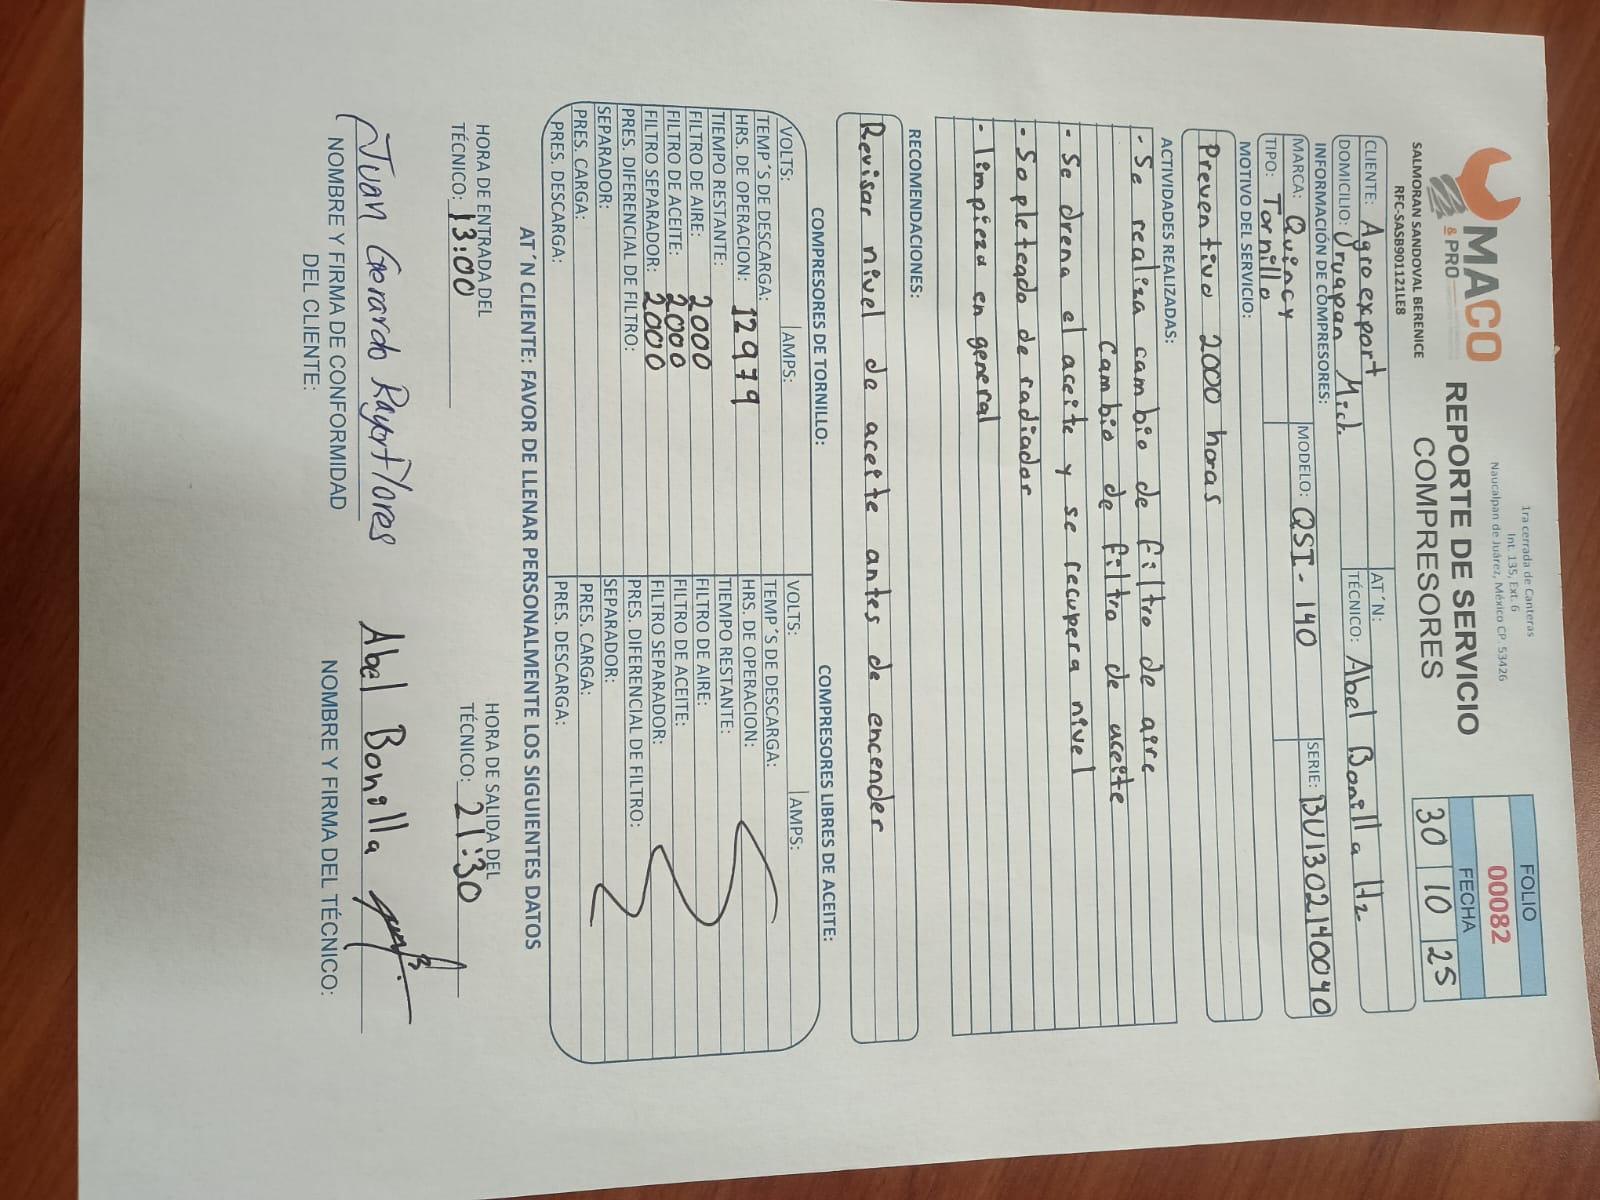 MACO
& PRO
SALMORAN SANDOVAL BERENICE
RFC-SASB901121LE8
1ra cerrada de Canteras
Int. 135, Ext. 6
Naucalpan de Juárez, México CP. 53426
REPORTE DE SERVICIO
COMPRESORES
FOLIO
00082
FECHA
30 10 25
CLIENTE: Agro export
AT´N:
DOMICILIO: Uruapan Mich.
TÉCNICO: Abel Bonilla Hz
INFORMACIÓN DE COMPRESORES:
MARCA: Quincy
MODELO: QSI-140
SERIE: BU1302140040
TIPO: Tornillo
MOTIVO DEL SERVICIO:
Preventivo 2000 horas
ACTIVIDADES REALIZADAS:
- Se realiza cambio de filtro de aire
cambio de filtro de aceite
- Se drena el aceite y se recupera nivel
- Sopleteado de radiador
- limpieza en general
RECOMENDACIONES:
Revisar nivel de aceite antes de encender
COMPRESORES DE TORNILLO:
VOLTS: AMPS:
TEMP´S DE DESCARGA:
HRS. DE OPERACION: 12979
TIEMPO RESTANTE:
FILTRO DE AIRE: 2000
FILTRO DE ACEITE: 2000
FILTRO SEPARADOR: 2000
PRES. DIFERENCIAL DE FILTRO:
SEPARADOR:
PRES. CARGA:
PRES. DESCARGA:
COMPRESORES LIBRES DE ACEITE:
VOLTS: AMPS:
TEMP´S DE DESCARGA:
HRS. DE OPERACION:
TIEMPO RESTANTE:
FILTRO DE AIRE:
FILTRO DE ACEITE:
FILTRO SEPARADOR:
PRES. DIFERENCIAL DE FILTRO:
SEPARADOR:
PRES. CARGA:
PRES. DESCARGA:
AT´N CLIENTE: FAVOR DE LLENAR PERSONALMENTE LOS SIGUIENTES DATOS
HORA DE ENTRADA DEL
TÉCNICO: 13:00
HORA DE SALIDA DEL
TÉCNICO: 21:30
Juan Gerardo Flores
NOMBRE Y FIRMA DE CONFORMIDAD
DEL CLIENTE:
Abel Bonilla
NOMBRE Y FIRMA DEL TÉCNICO: